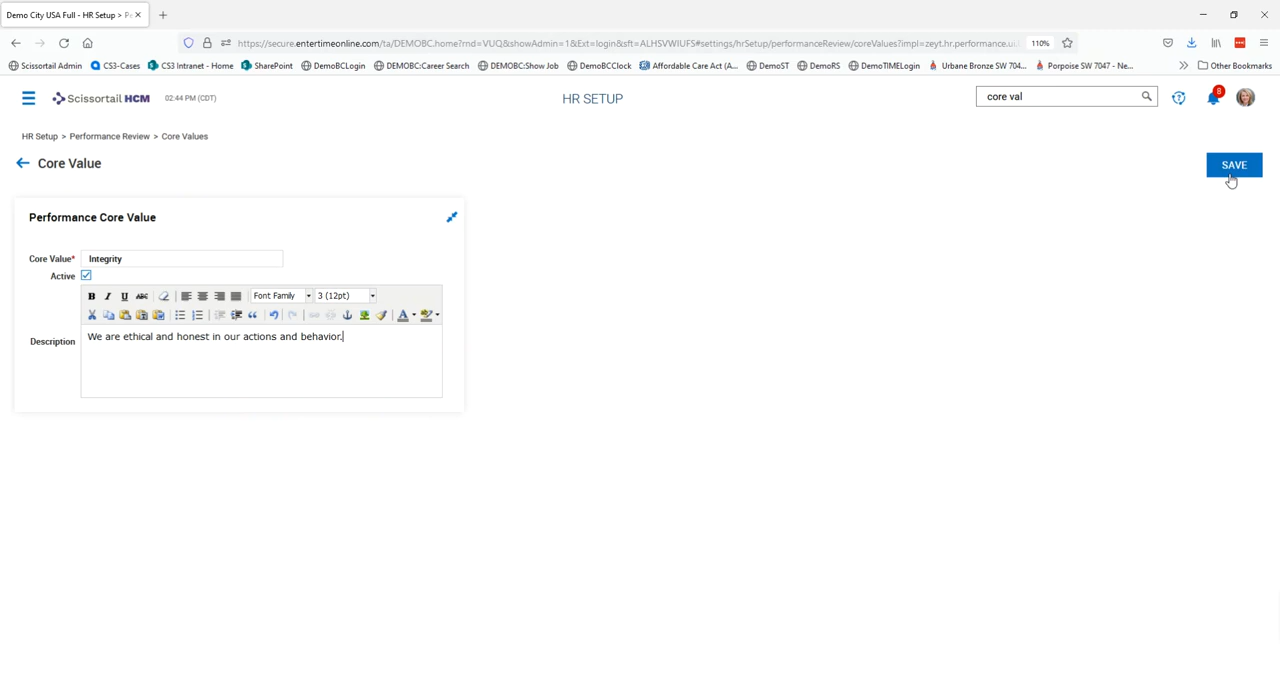 Demo City USA Full - HR Setup > Pe
https://secure.entertimeonline.com/ta/DEMOBC.home?rnd=VUQ&showAdmin=1&Ext=login&sft=ALHSVWIUFS#settings/hrSetup/performanceReview/coreValues?impl=zeyt.hr.performance.ui. 110%
Scissortail Admin CS3-Cases CS3 Intranet - Home SharePoint DemoBCLogin DEMOBC:Career Search DEMOBC:Show Job DemoBCClock Affordable Care Act (A... DemoST DemoRS DemoTIMELogin Urbane Bronze SW 704... Porpoise SW 7047 - Ne... Other Bookmarks
Scissortail HCM 02:44 PM (CDT) HR SETUP core val 8
HR Setup > Performance Review > Core Values
Core Value SAVE
Performance Core Value
Core Value* Integrity
Active
B I U ABC Font Family 3 (12pt)
Description We are ethical and honest in our actions and behavior.